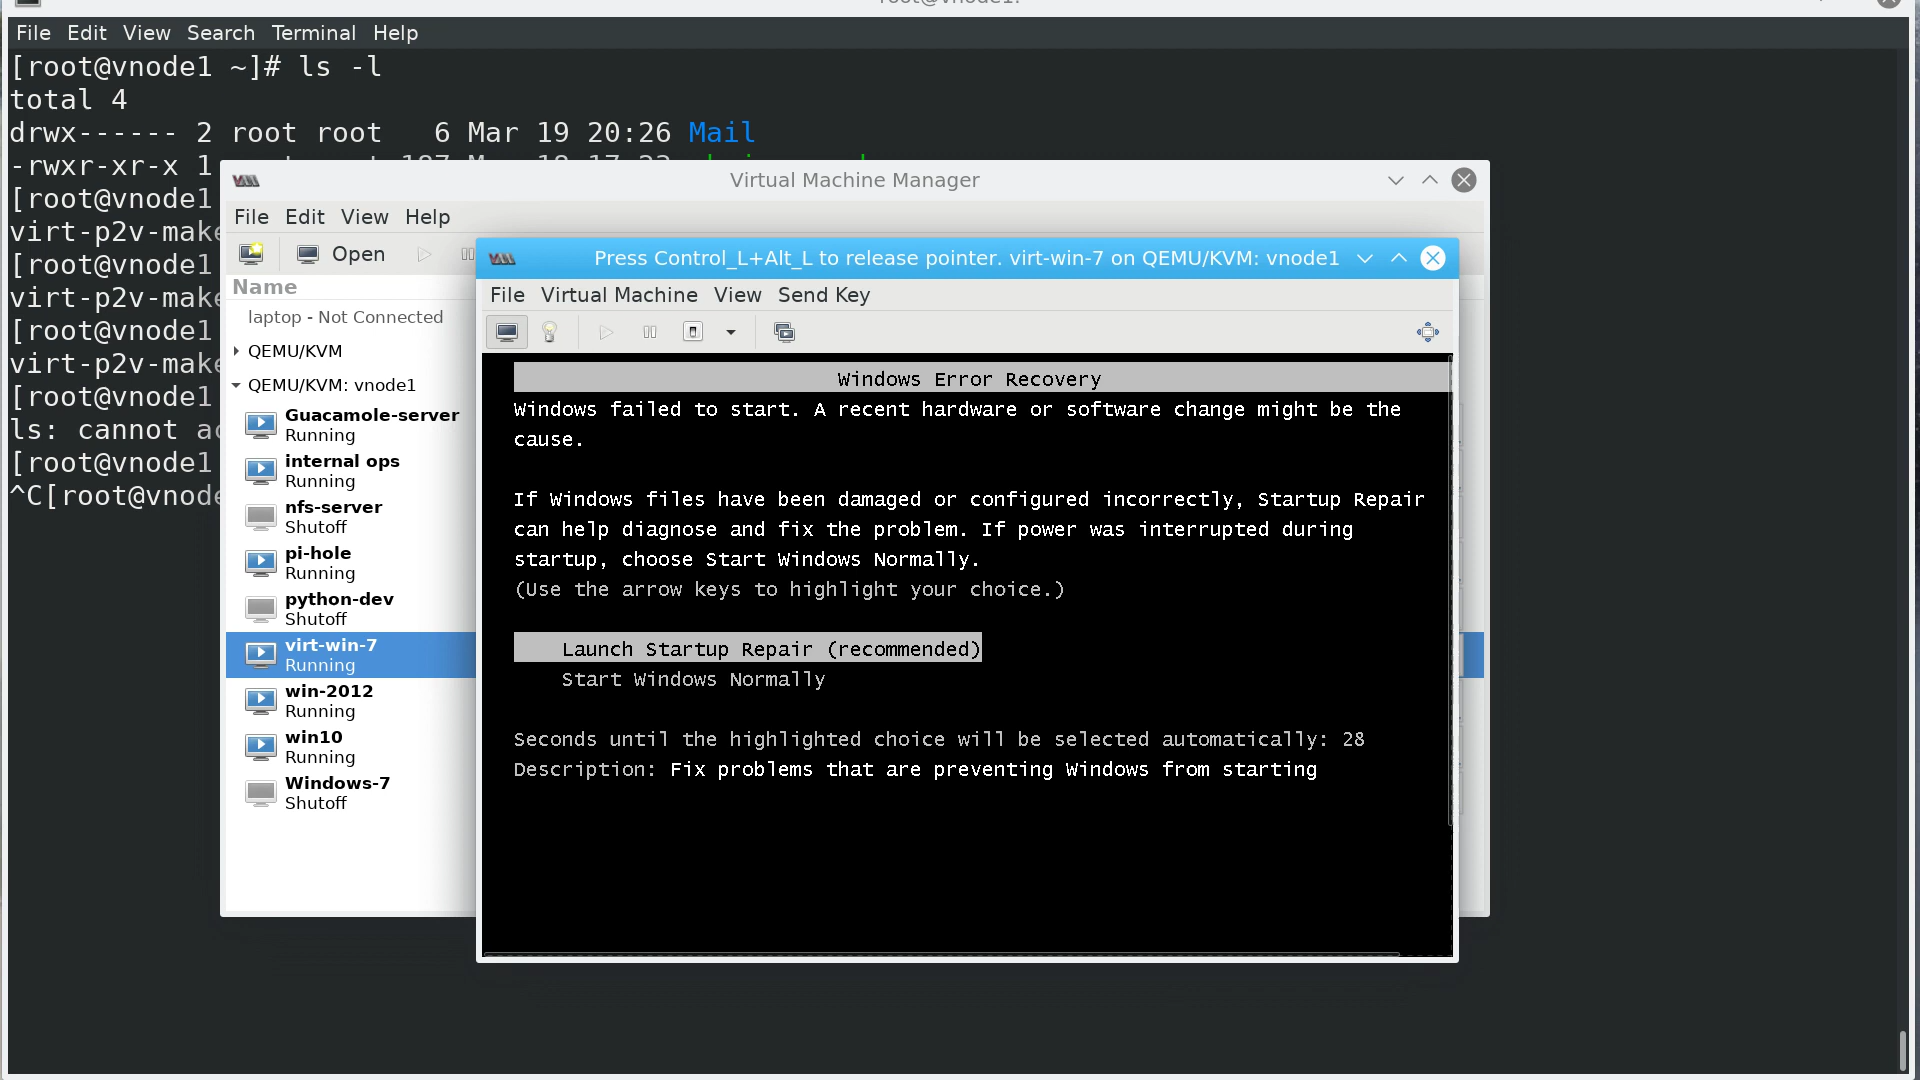 File Edit View Search Terminal Help
[root@vnode1 ~]# ls -l
total 4
drwx------ 2 root root 6 Mar 19 20:26 Mail
-rwxr-xr-x 1
[root@vnode1
virt-p2v-make
[root@vnode1
virt-p2v-make
[root@vnode1
virt-p2v-make
[root@vnode1
ls: cannot ac
[root@vnode1
^C[root@vnode
Virtual Machine Manager
File Edit View Help
Open
Name
laptop - Not Connected
QEMU/KVM
QEMU/KVM: vnode1
Guacamole-server
Running
internal ops
Running
nfs-server
Shutoff
pi-hole
Running
python-dev
Shutoff
virt-win-7
Running
win-2012
Running
win10
Running
Windows-7
Shutoff
Press Control_L+Alt_L to release pointer. virt-win-7 on QEMU/KVM: vnode1
File Virtual Machine View Send Key
Windows Error Recovery
Windows failed to start. A recent hardware or software change might be the
cause.
If Windows files have been damaged or configured incorrectly, Startup Repair
can help diagnose and fix the problem. If power was interrupted during
startup, choose Start Windows Normally.
(Use the arrow keys to highlight your choice.)
Launch Startup Repair (recommended)
Start Windows Normally
Seconds until the highlighted choice will be selected automatically: 28
Description: Fix problems that are preventing Windows from starting